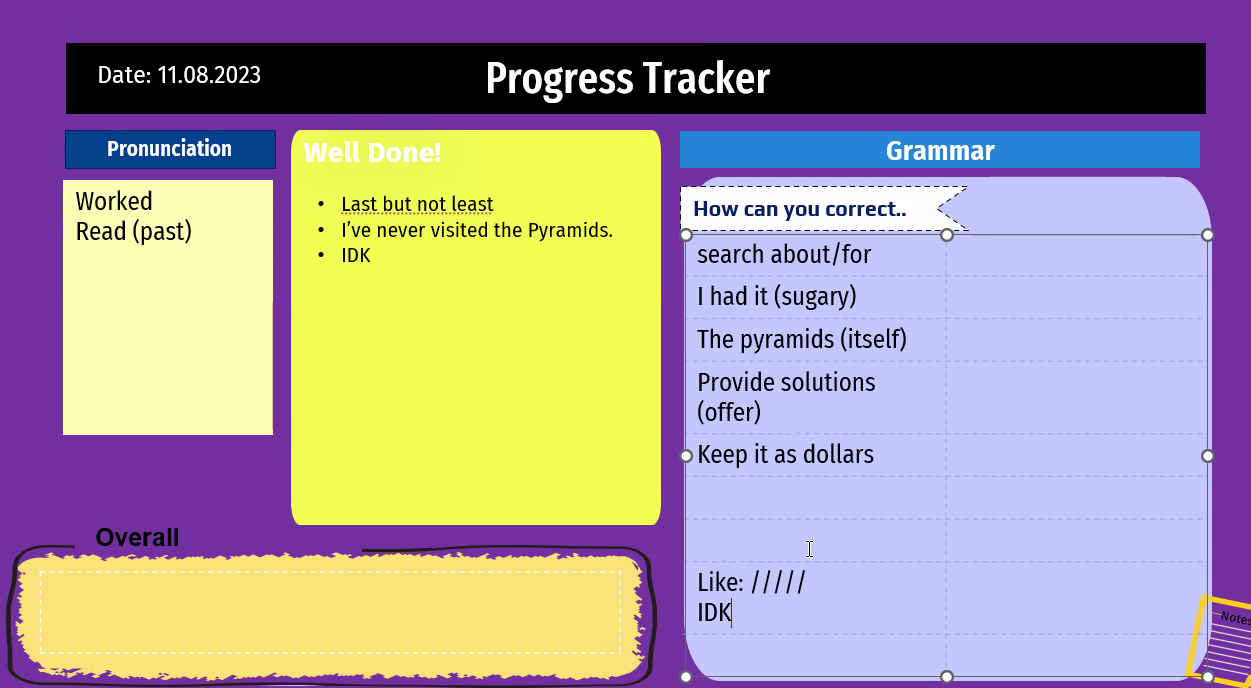 Date: 11.08.2023
Progress Tracker
Pronunciation
Worked
Read (past)
Well Done!
• Last but not least
• I’ve never visited the Pyramids.
• IDK
Grammar
How can you correct..
search about/for
I had it (sugary)
The pyramids (itself)
Provide solutions
(offer)
Keep it as dollars
Like: /////
IDK
Overall
Notes